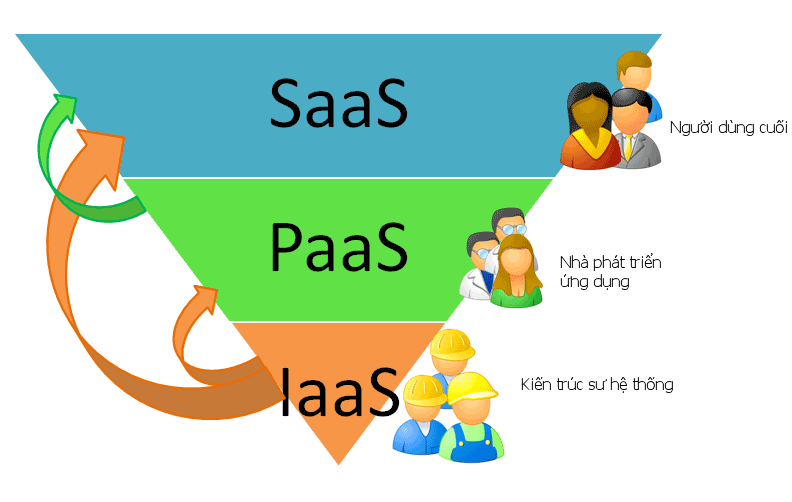 SaaS
Người dùng cuối
PaaS
Nhà phát triển
ứng dụng
IaaS
Kiến trúc sư hệ thống